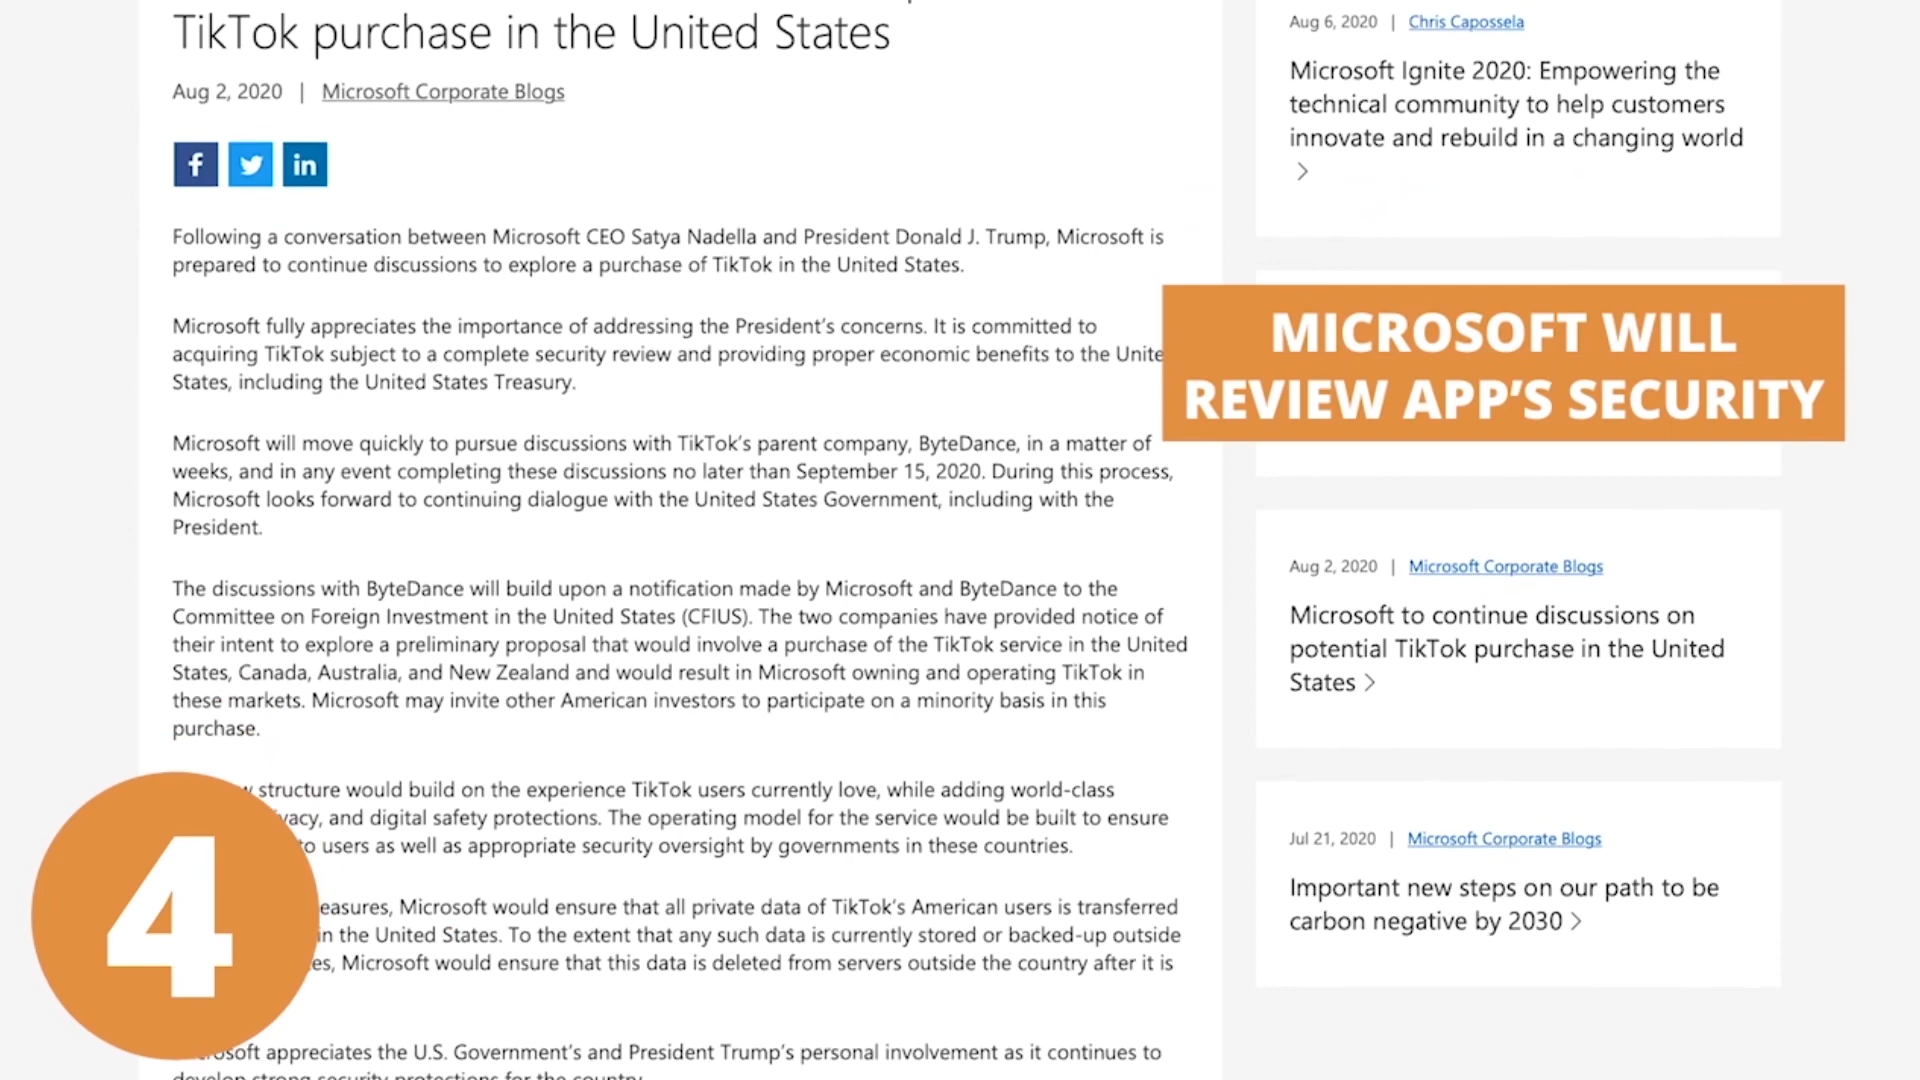 TikTok purchase in the United States
Aug 2, 2020 | Microsoft Corporate Blogs
f
in
Following a conversation between Microsoft CEO Satya Nadella and President Donald J. Trump, Microsoft is
prepared to continue discussions to explore a purchase of TikTok in the United States.
Microsoft fully appreciates the importance of addressing the President's concerns. It is committed to
acquiring TikTok subject to a complete security review and providing proper economic benefits to the Unite
States, including the United States Treasury.
Microsoft will move quickly to pursue discussions with TikTok's parent company, ByteDance, in a matter of
weeks, and in any event completing these discussions no later than September 15, 2020. During this process,
Microsoft looks forward to continuing dialogue with the United States Government, including with the
President.
The discussions with ByteDance will build upon a notification made by Microsoft and ByteDance to the
Committee on Foreign Investment in the United States (CFIUS). The two companies have provided notice of
their intent to explore a preliminary proposal that would involve a purchase of the TikTok service in the United
States, Canada, Australia, and New Zealand and would result in Microsoft owning and operating TikTok in
these markets. Microsoft may invite other American investors to participate on a minority basis in this
purchase.
structure would build on the experience TikTok users currently love, while adding world-class
vacy, and digital safety protections. The operating model for the service would be built to ensure
to users as well as appropriate security oversight by governments in these countries.
easures, Microsoft would ensure that all private data of TikTok's American users is transferred
in the United States. To the extent that any such data is currently stored or backed-up outside
es, Microsoft would ensure that this data is deleted from servers outside the country after it is
osoft appreciates the U.S. Government's and President Trump's personal involvement as it continues to
develop strong security protections for the country.
4
Aug 6, 2020 | Chris Capossela
Microsoft Ignite 2020: Empowering the
technical community to help customers
innovate and rebuild in a changing world
>
MICROSOFT WILL
REVIEW APP'S SECURITY
Aug 2, 2020 | Microsoft Corporate Blogs
Microsoft to continue discussions on
potential TikTok purchase in the United
States >
Jul 21, 2020 | Microsoft Corporate Blogs
Important new steps on our path to be
carbon negative by 2030 >